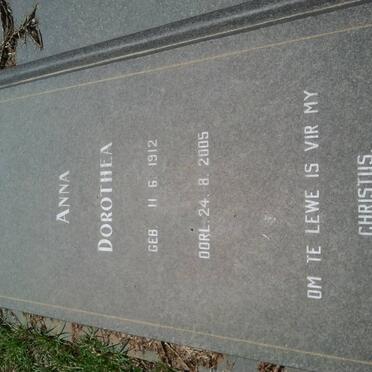 ANNA
DOROTHEA
GEB 11 6 1912
OORL. 24. 8. 2005
OM TE LEWE IS VIR MY
CHRISTUS.